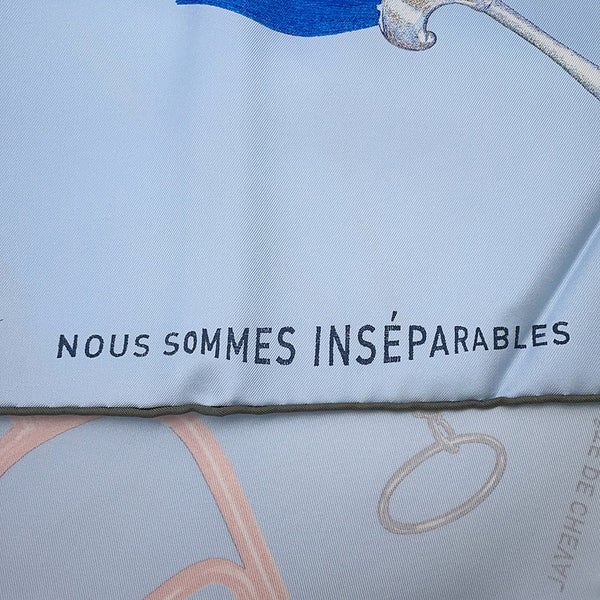 NOUS SOMMES INSÉPARABLES
DE CHEVAL